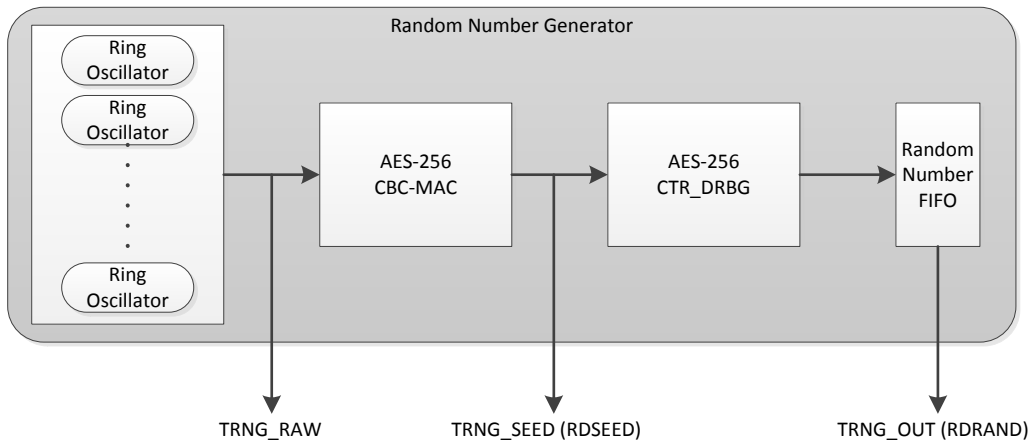 Random Number Generator
Ring
Oscillator
Ring
Oscillator
Ring
Oscillator
AES-256
CBC-MAC
AES-256
CTR_DRBG
Random
Number
FIFO
TRNG_RAW
TRNG_SEED (RDSEED)
TRNG_OUT (RDRAND)